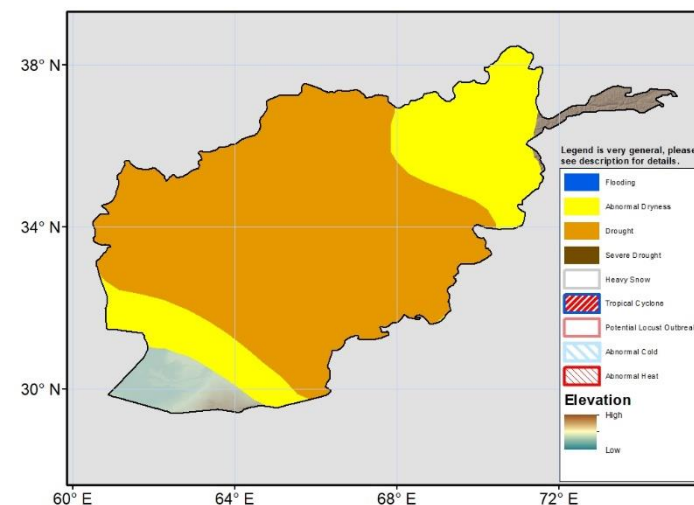 38° N
34° N
30° N
60° E
64° E
68° E
72° E
Legend is very general, please
see description for details.
Flooding
Abnormal Dryness
Drought
Severe Drought
Heavy Snow
Tropical Cyclone
Potential Locust Outbreak
Abnormal Cold
Abnormal Heat
Elevation
High
Low